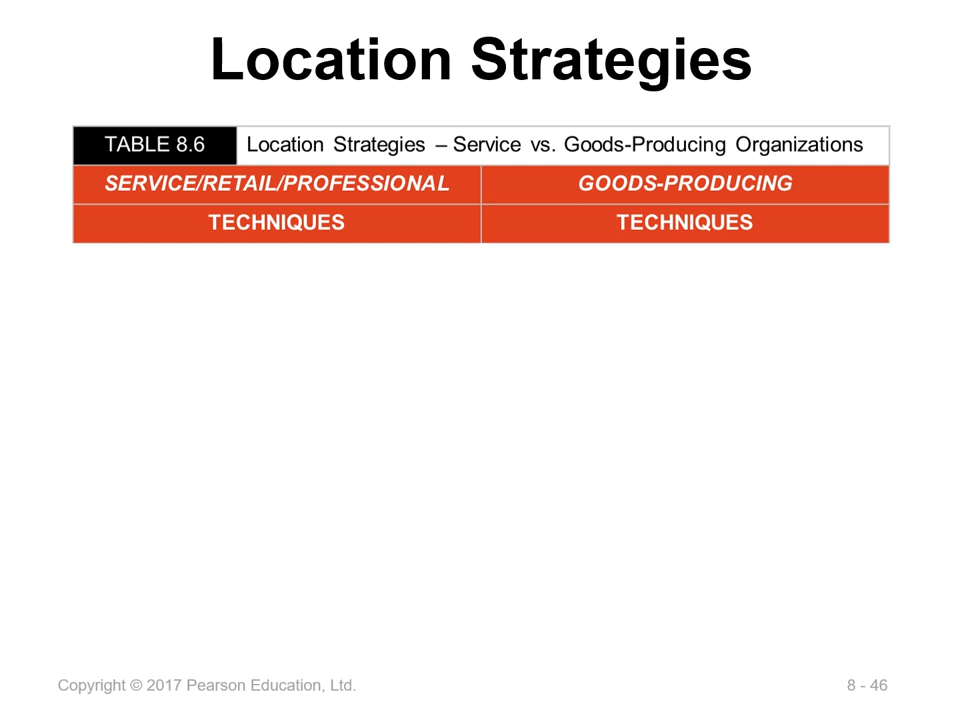 Location Strategies
TABLE 8.6 Location Strategies – Service vs. Goods-Producing Organizations
SERVICE/RETAIL/PROFESSIONAL GOODS-PRODUCING
TECHNIQUES TECHNIQUES
Copyright © 2017 Pearson Education, Ltd. 8 - 46